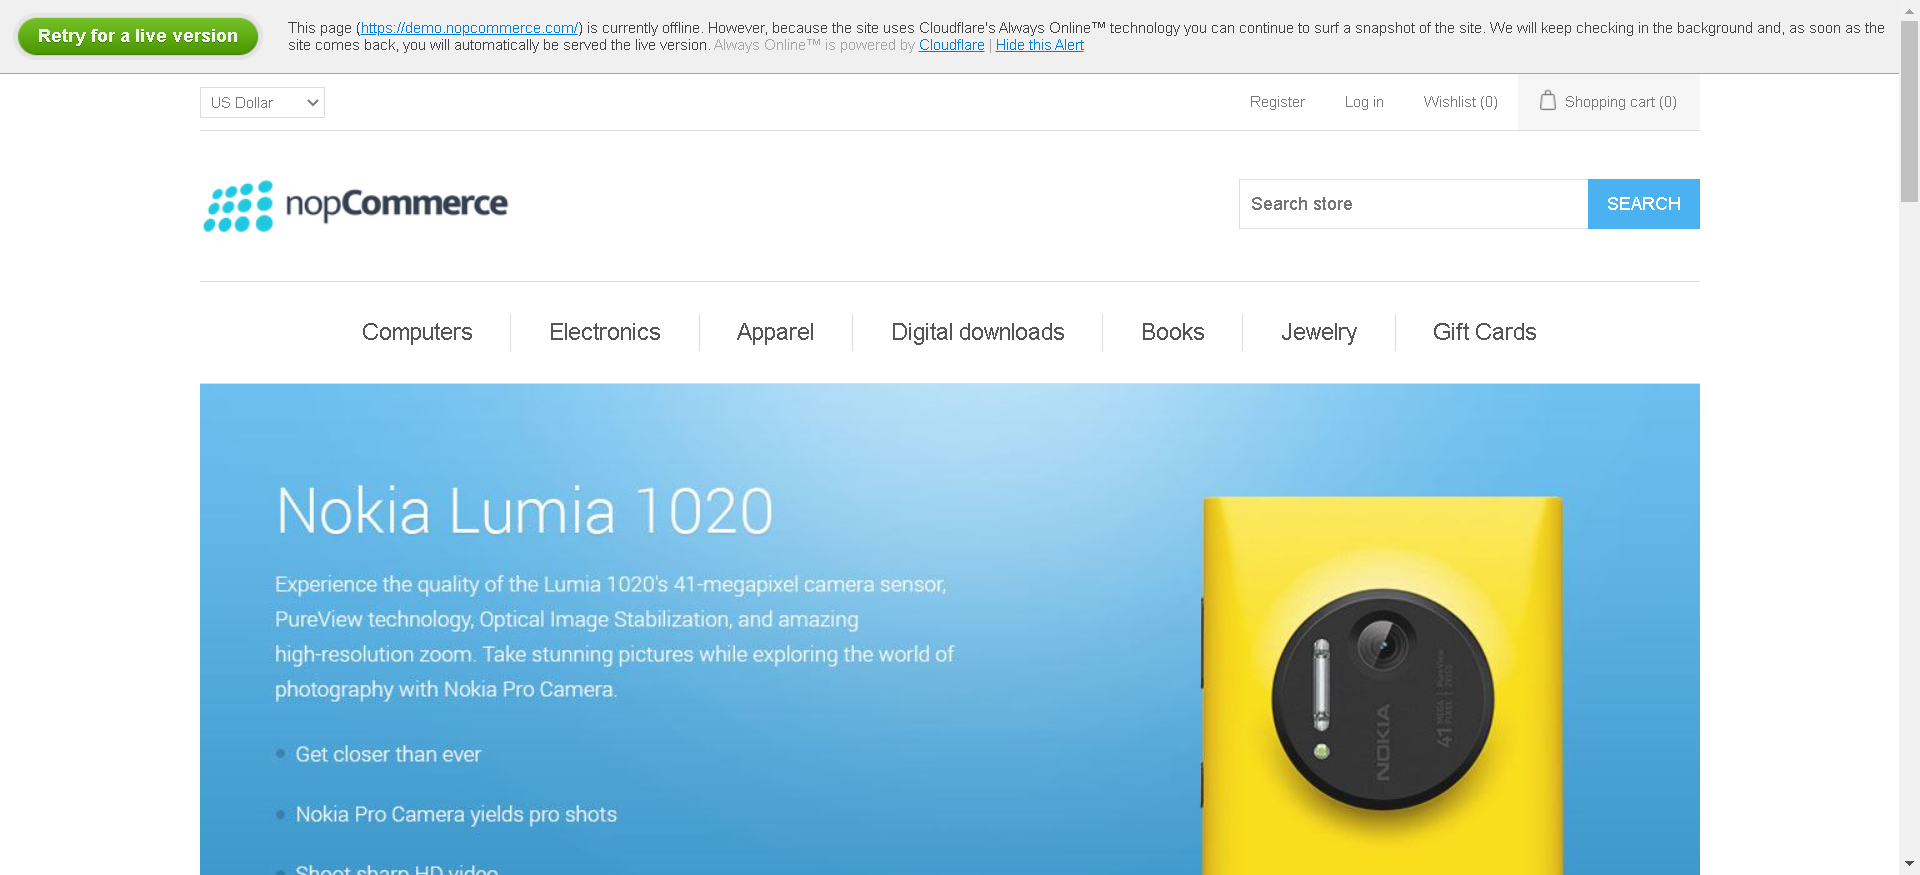 Retry for a live version
This page (https://demo.nopcommerce.com/) is currently offline. However, because the site uses Cloudflare's Always Online™ technology you can continue to surf a snapshot of the site. We will keep checking in the background and, as soon as the
site comes back, you will automatically be served the live version. Always Online™ is powered by Cloudflare | Hide this Alert
US Dollar
Register
Log in
Wishlist (0)
Shopping cart (0)
nopCommerce
Search store
SEARCH
Computers
Electronics
Apparel
Digital downloads
Books
Jewelry
Gift Cards
Nokia Lumia 1020
Experience the quality of the Lumia 1020's 41-megapixel camera sensor,
PureView technology, Optical Image Stabilization, and amazing
high-resolution zoom. Take stunning pictures while exploring the world of
photography with Nokia Pro Camera.
Get closer than ever
Nokia Pro Camera yields pro shots
Shoot sharp HD video
NOKIA
41 MEGA PIXEL
PureView